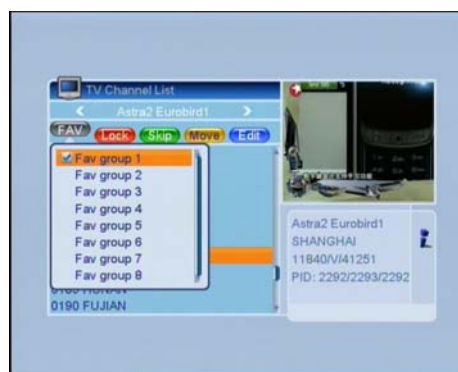 TV Channel List
Astra2 Eurobird1
FAV Lock Skip Move Edit
Fav group 1
Fav group 2
Fav group 3
Fav group 4
Fav group 5
Fav group 6
Fav group 7
Fav group 8
0190 FUJIAN
Astra2 Eurobird1
SHANGHAI
11840/V/41251
PID: 2292/2293/2292